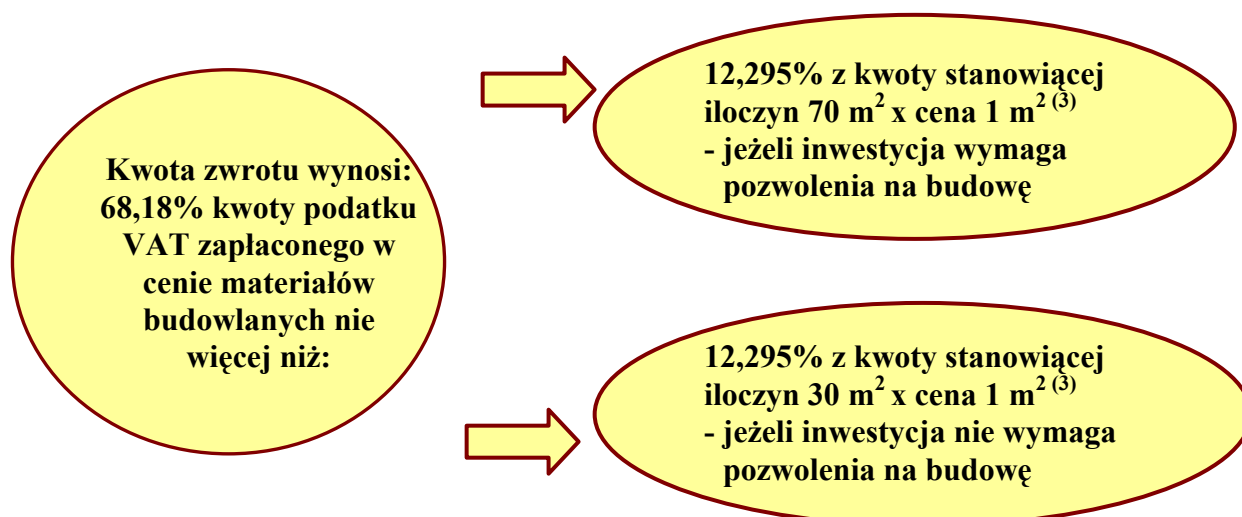 Kwota zwrotu wynosi:
68,18% kwoty podatku
VAT zapłaconego w
cenie materiałów
budowlanych nie
więcej niż:
12,295% z kwoty stanowiącej
iloczyn 70 m² x cena 1 m² ⁽³⁾
- jeżeli inwestycja wymaga
pozwolenia na budowę
12,295% z kwoty stanowiącej
iloczyn 30 m² x cena 1 m² ⁽³⁾
- jeżeli inwestycja nie wymaga
pozwolenia na budowę